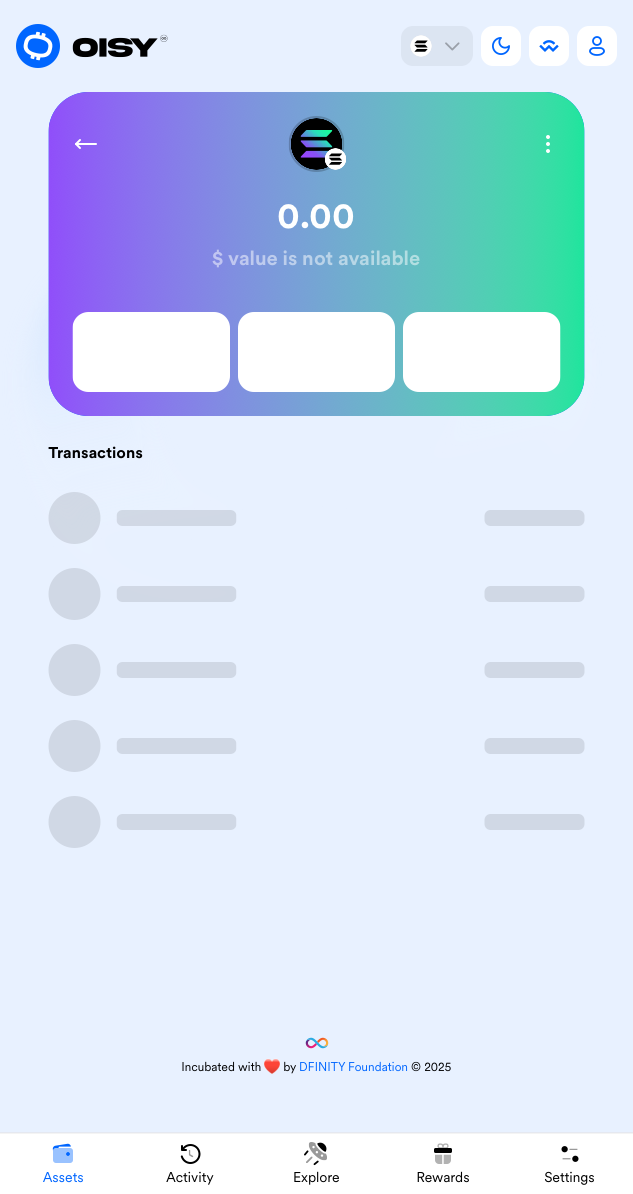 OISY
0.00
$ value is not available
Transactions
Incubated with ❤️ by DFINITY Foundation © 2025
Assets
Activity
Explore
Rewards
Settings